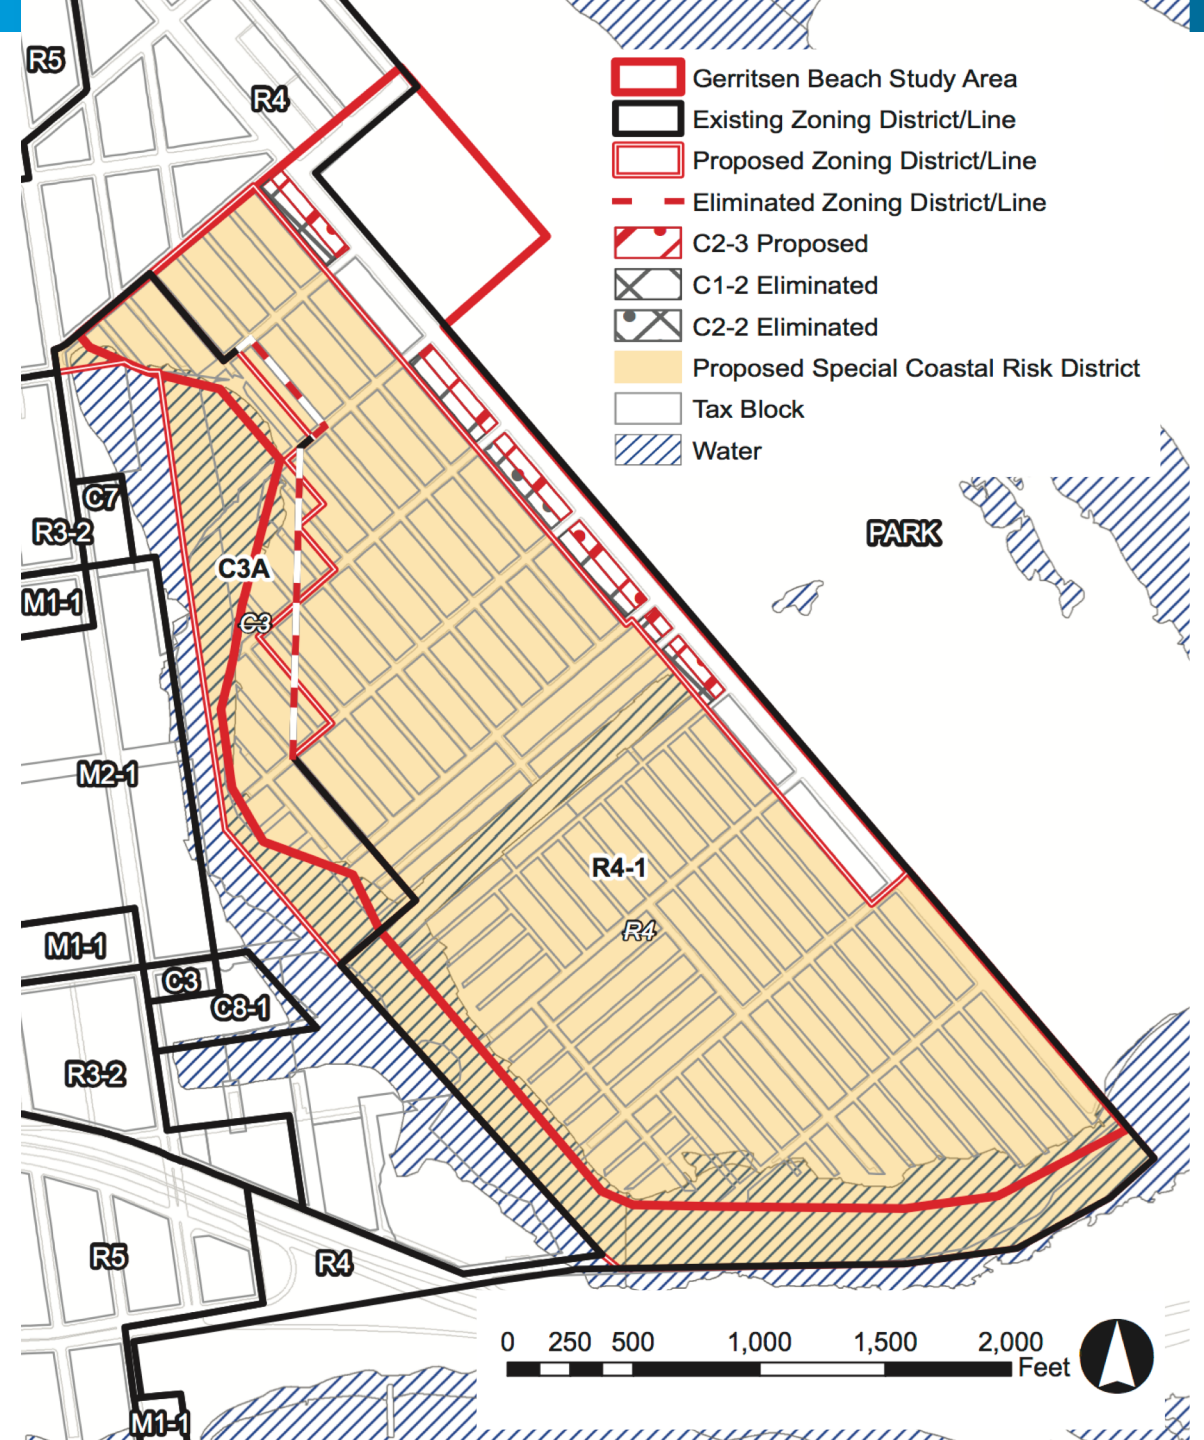 R5
R4
Gerritsen Beach Study Area
Existing Zoning District/Line
Proposed Zoning District/Line
Eliminated Zoning District/Line
C2-3 Proposed
C1-2 Eliminated
C2-2 Eliminated
Proposed Special Coastal Risk District
Tax Block
Water
C7
R3-2
PARK
C3A
M1-1
C3
M2-1
R4-1
R4
M1-1
C3
C8-1
R3-2
R5
R4
0 250 500 1,000 1,500 2,000
Feet
M1-1